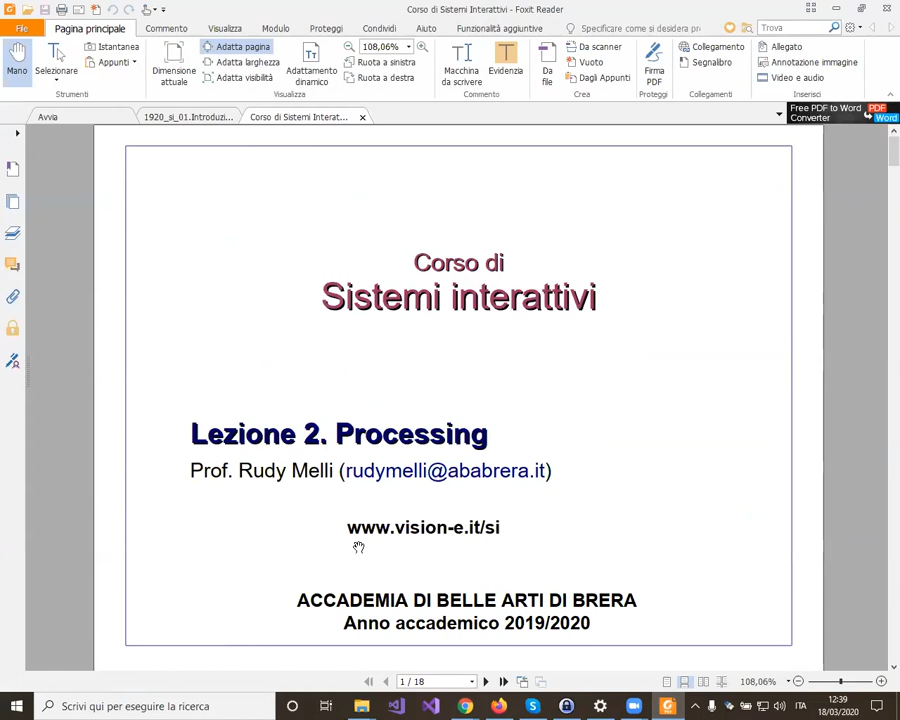 Corso di Sistemi Interattivi - Foxit Reader
File
Pagina principale
Commento
Visualizza
Modulo
Proteggi
Condividi
Aiuto
Funzionalità aggiuntive
Specificare cosa si desidera
Trova
Mano
Selezionare
Istantanea
Appunti
Strumenti
Dimensione attuale
Adatta pagina
Adatta larghezza
Adatta visibilità
Adattamento dinamico
108,06%
Ruota a sinistra
Ruota a destra
Visualizza
Macchina da scrivere
Evidenzia
Commento
Da file
Da scanner
Vuoto
Dagli Appunti
Crea
Firma PDF
Proteggi
Collegamento
Segnalibro
Collegamenti
Allegato
Annotazione immagine
Video e audio
Inserisci
Avvia
1920_si_01.Introduzi...
Corso di Sistemi Interat...
Free PDF to Word
Converter
PDF
Word
Corso di
Sistemi interattivi
Lezione 2. Processing
Prof. Rudy Melli (rudymelli@ababrera.it)
www.vision-e.it/si
ACCADEMIA DI BELLE ARTI DI BRERA
Anno accademico 2019/2020
1 / 18
108,06%
Scrivi qui per eseguire la ricerca
ITA
12:39
18/03/2020